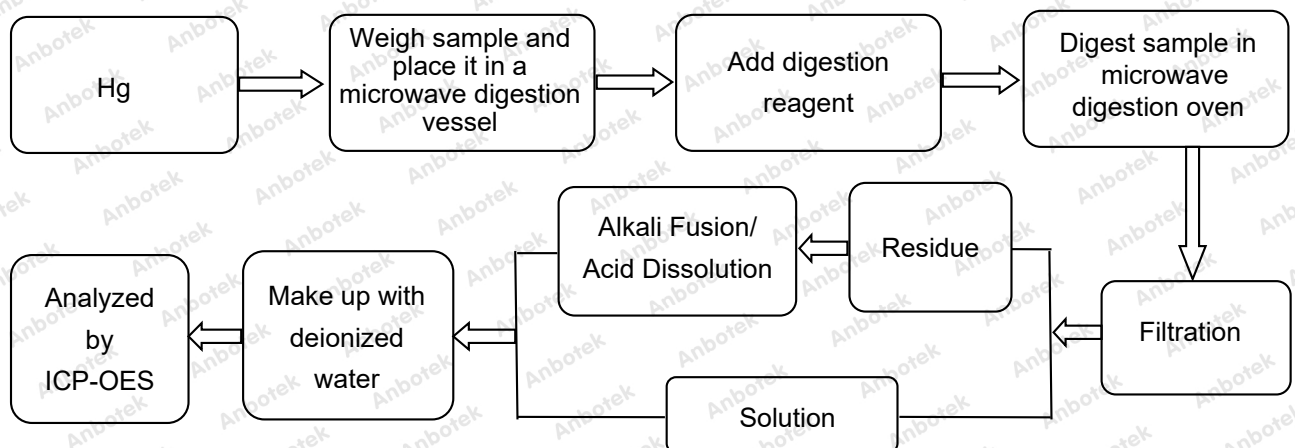 Hg
Weigh sample and
place it in a
microwave digestion
vessel
Add digestion
reagent
Digest sample in
microwave
digestion oven
Alkali Fusion/
Acid Dissolution
Residue
Filtration
Solution
Make up with
deionized
water
Analyzed
by
ICP-OES
Anbotek